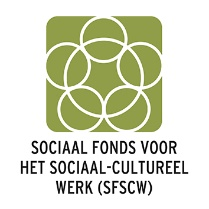 SOCIAAL FONDS VOOR
HET SOCIAAL-CULTUREEL
WERK (SFSCW)